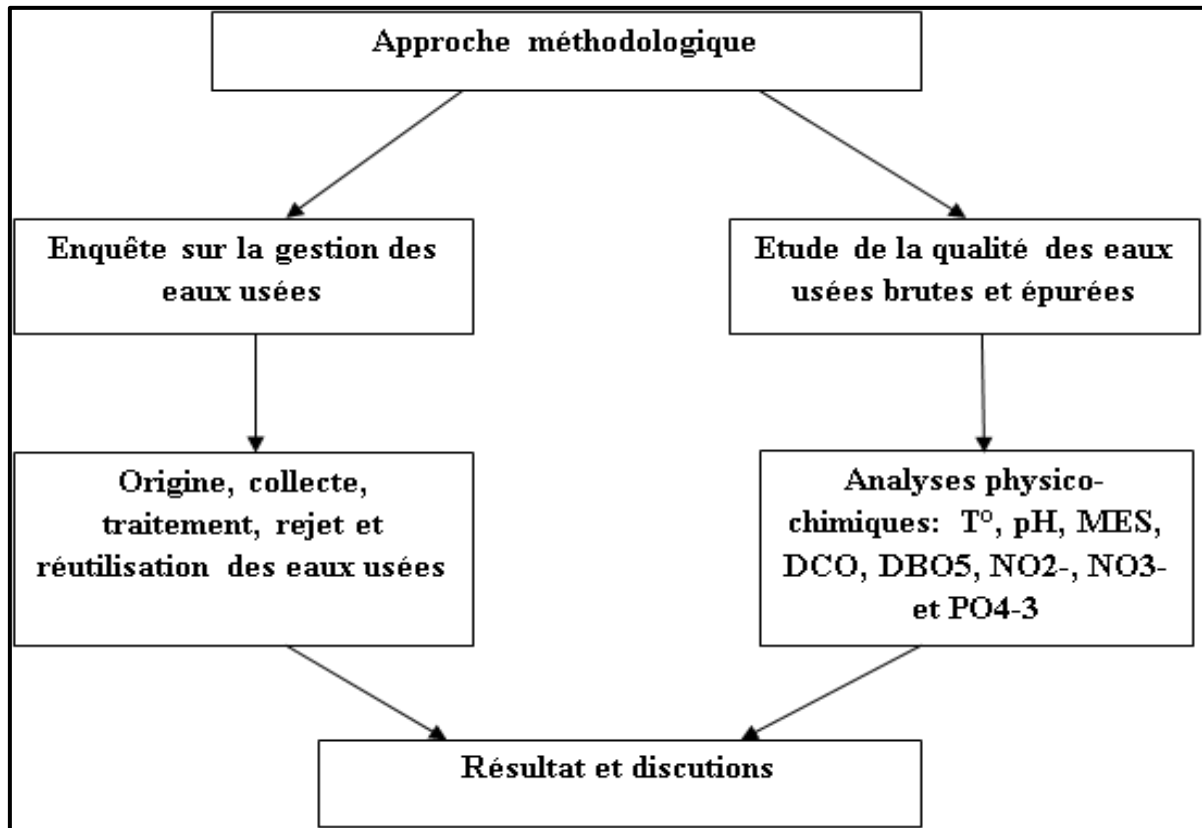 Approche méthodologique
Enquête sur la gestion des
eaux usées
Etude de la qualité des eaux
usées brutes et épurées
Origine, collecte,
traitement, rejet et
réutilisation des eaux usées
Analyses physico-
chimiques: T°, pH, MES,
DCO, DBO5, NO2-, NO3-
et PO4-3
Résultat et discutions